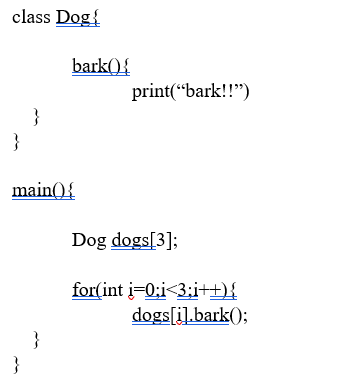 class Dog{
bark(){
print(“bark!!”)
}
}
main(){
Dog dogs[3];
for(int i=0;i<3;i++){
dogs[i].bark();
}
}